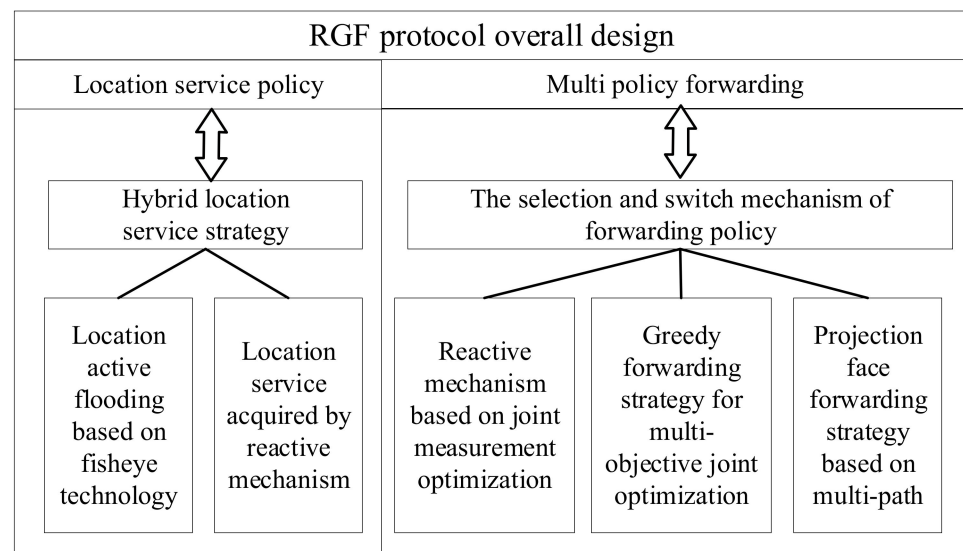 RGF protocol overall design
Location service policy
Multi policy forwarding
Hybrid location
service strategy
The selection and switch mechanism of
forwarding policy
Location
active
flooding
based on
fisheye
technology
Location
service
acquired by
reactive
mechanism
Reactive
mechanism
based on joint
measurement
optimization
Greedy
forwarding
strategy for
multi-
objective joint
optimization
Projection
face
forwarding
strategy
based on
multi-path